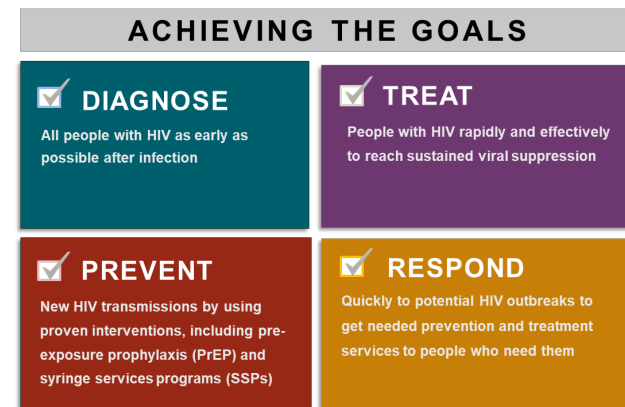 ACHIEVING THE GOALS
DIAGNOSE
All people with HIV as early as
possible after infection
TREAT
People with HIV rapidly and effectively
to reach sustained viral suppression
PREVENT
New HIV transmissions by using
proven interventions, including pre-
exposure prophylaxis (PrEP) and
syringe services programs (SSPs)
RESPOND
Quickly to potential HIV outbreaks to
get needed prevention and treatment
services to people who need them